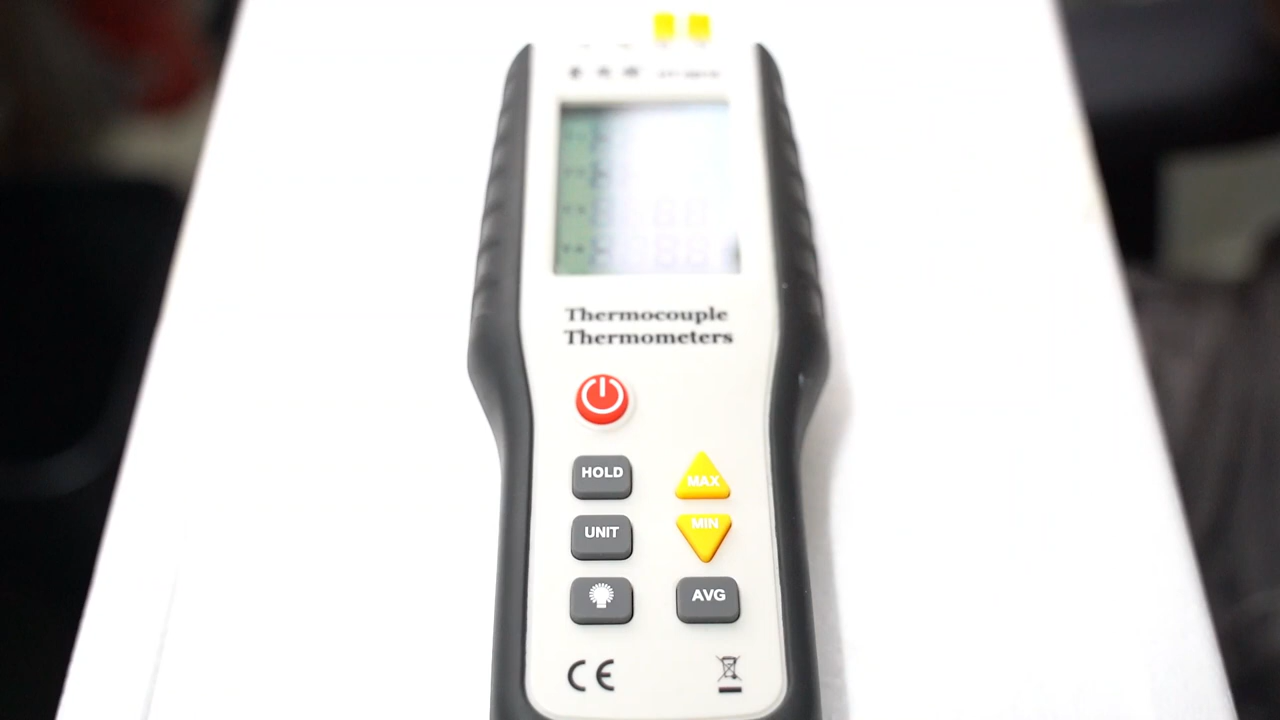 Thermocouple
Thermometers
HOLD
MAX
UNIT
MIN
AVG
CE